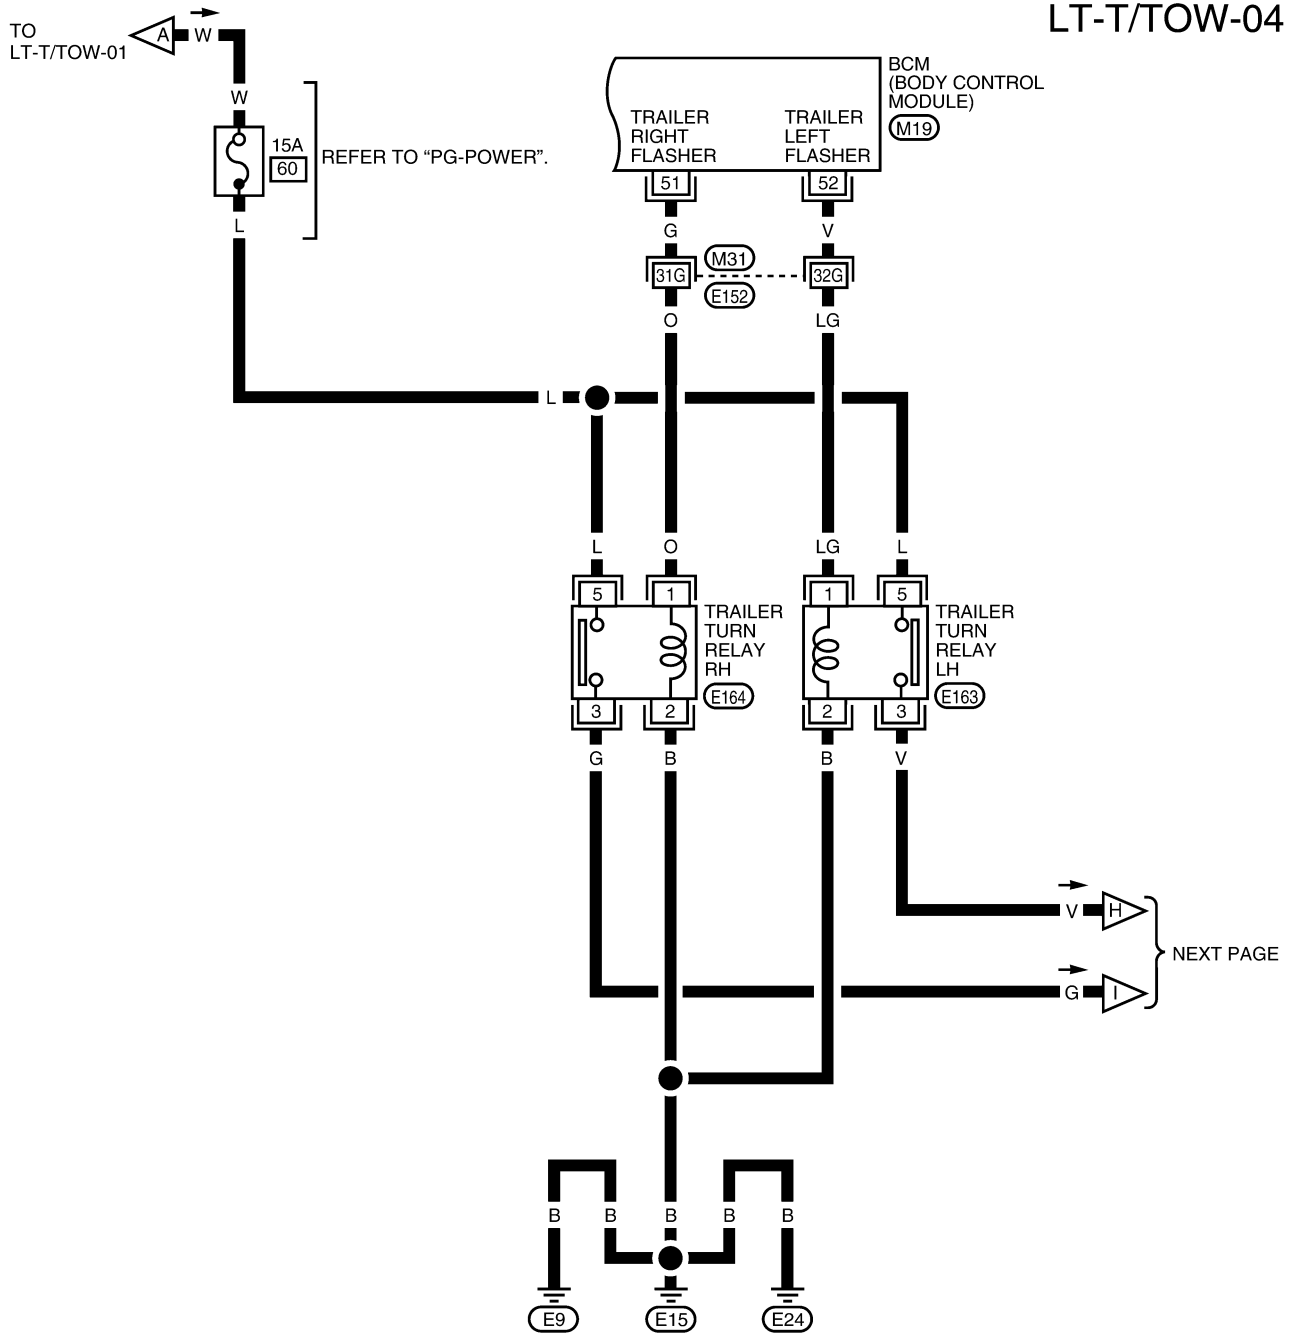 LT-T/TOW-04
TO
LT-T/TOW-01
A
W
W
15A
60
REFER TO “PG-POWER”.
L
BCM
(BODY CONTROL
MODULE)
M19
TRAILER
RIGHT
FLASHER
TRAILER
LEFT
FLASHER
51
52
G
V
31G
M31
E152
32G
O
LG
L
L
O
LG
L
5
1
1
5
TRAILER
TURN
RELAY
RH
E164
TRAILER
TURN
RELAY
LH
E163
3
2
2
3
G
B
B
V
V
H
NEXT PAGE
G
I
B
B
B
B
B
E9
E15
E24